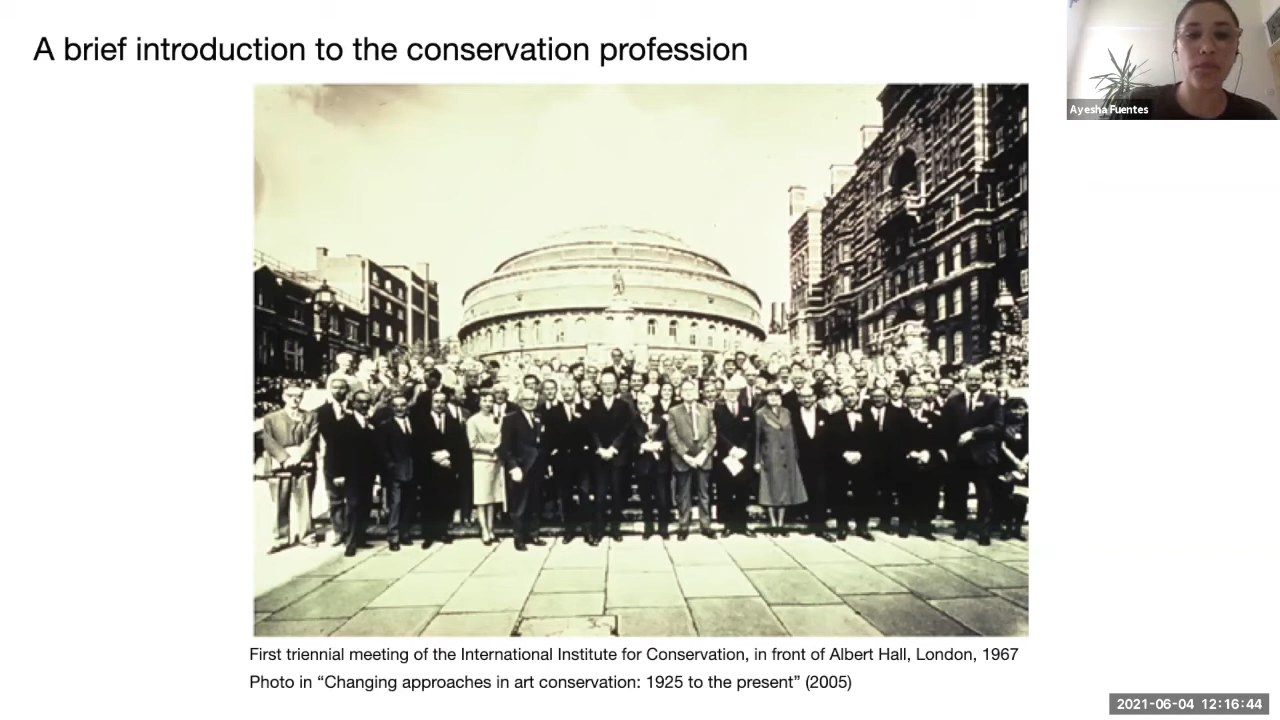 A brief introduction to the conservation profession
Ayesha Fuentes
First triennial meeting of the International Institute for Conservation, in front of Albert Hall, London, 1967
Photo in “Changing approaches in art conservation: 1925 to the present” (2005)
2021-06-04 12:16:44